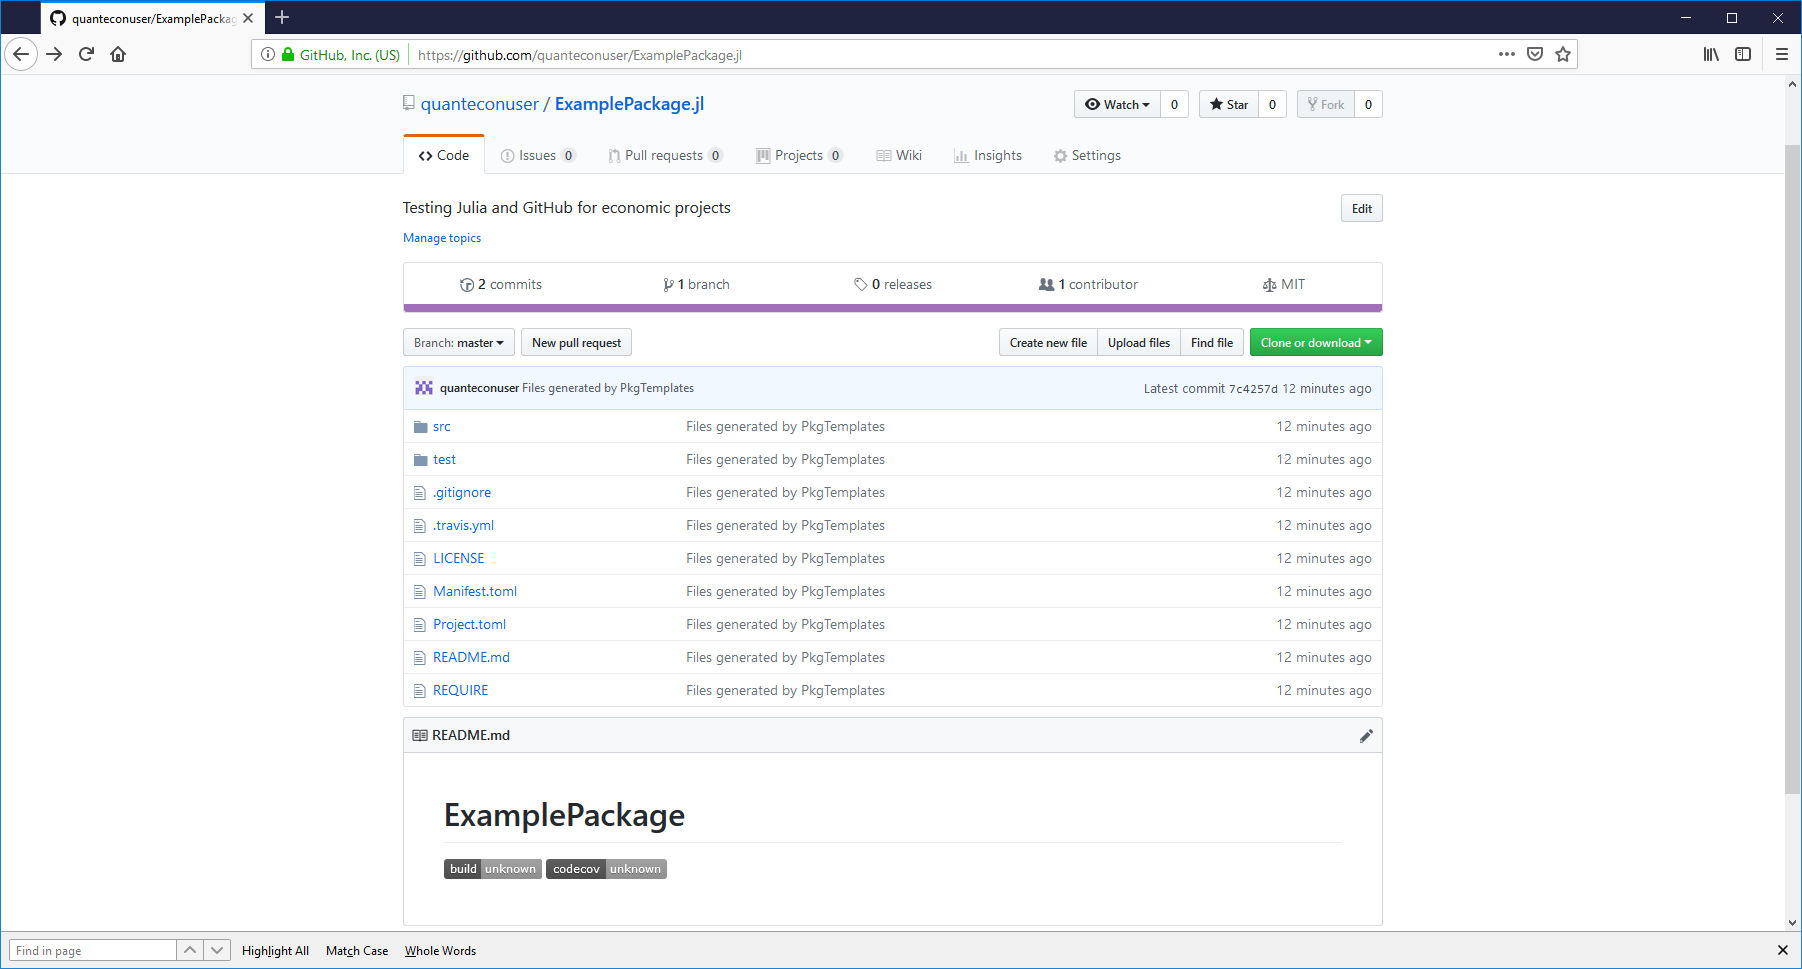 quanteconuser/ExamplePackag
GitHub, Inc. (US) https://github.com/quanteconuser/ExamplePackage.jl
quanteconuser / ExamplePackage.jl
Watch 0 Star 0 Fork 0
Code Issues 0 Pull requests 0 Projects 0 Wiki Insights Settings
Testing Julia and GitHub for economic projects Edit
Manage topics
2 commits 1 branch 0 releases 1 contributor MIT
Branch: master New pull request Create new file Upload files Find file Clone or download
quanteconuser Files generated by PkgTemplates Latest commit 7c4257d 12 minutes ago
src Files generated by PkgTemplates 12 minutes ago
test Files generated by PkgTemplates 12 minutes ago
.gitignore Files generated by PkgTemplates 12 minutes ago
.travis.yml Files generated by PkgTemplates 12 minutes ago
LICENSE Files generated by PkgTemplates 12 minutes ago
Manifest.toml Files generated by PkgTemplates 12 minutes ago
Project.toml Files generated by PkgTemplates 12 minutes ago
README.md Files generated by PkgTemplates 12 minutes ago
REQUIRE Files generated by PkgTemplates 12 minutes ago
README.md
ExamplePackage
build unknown codecov unknown
Find in page Highlight All Match Case Whole Words